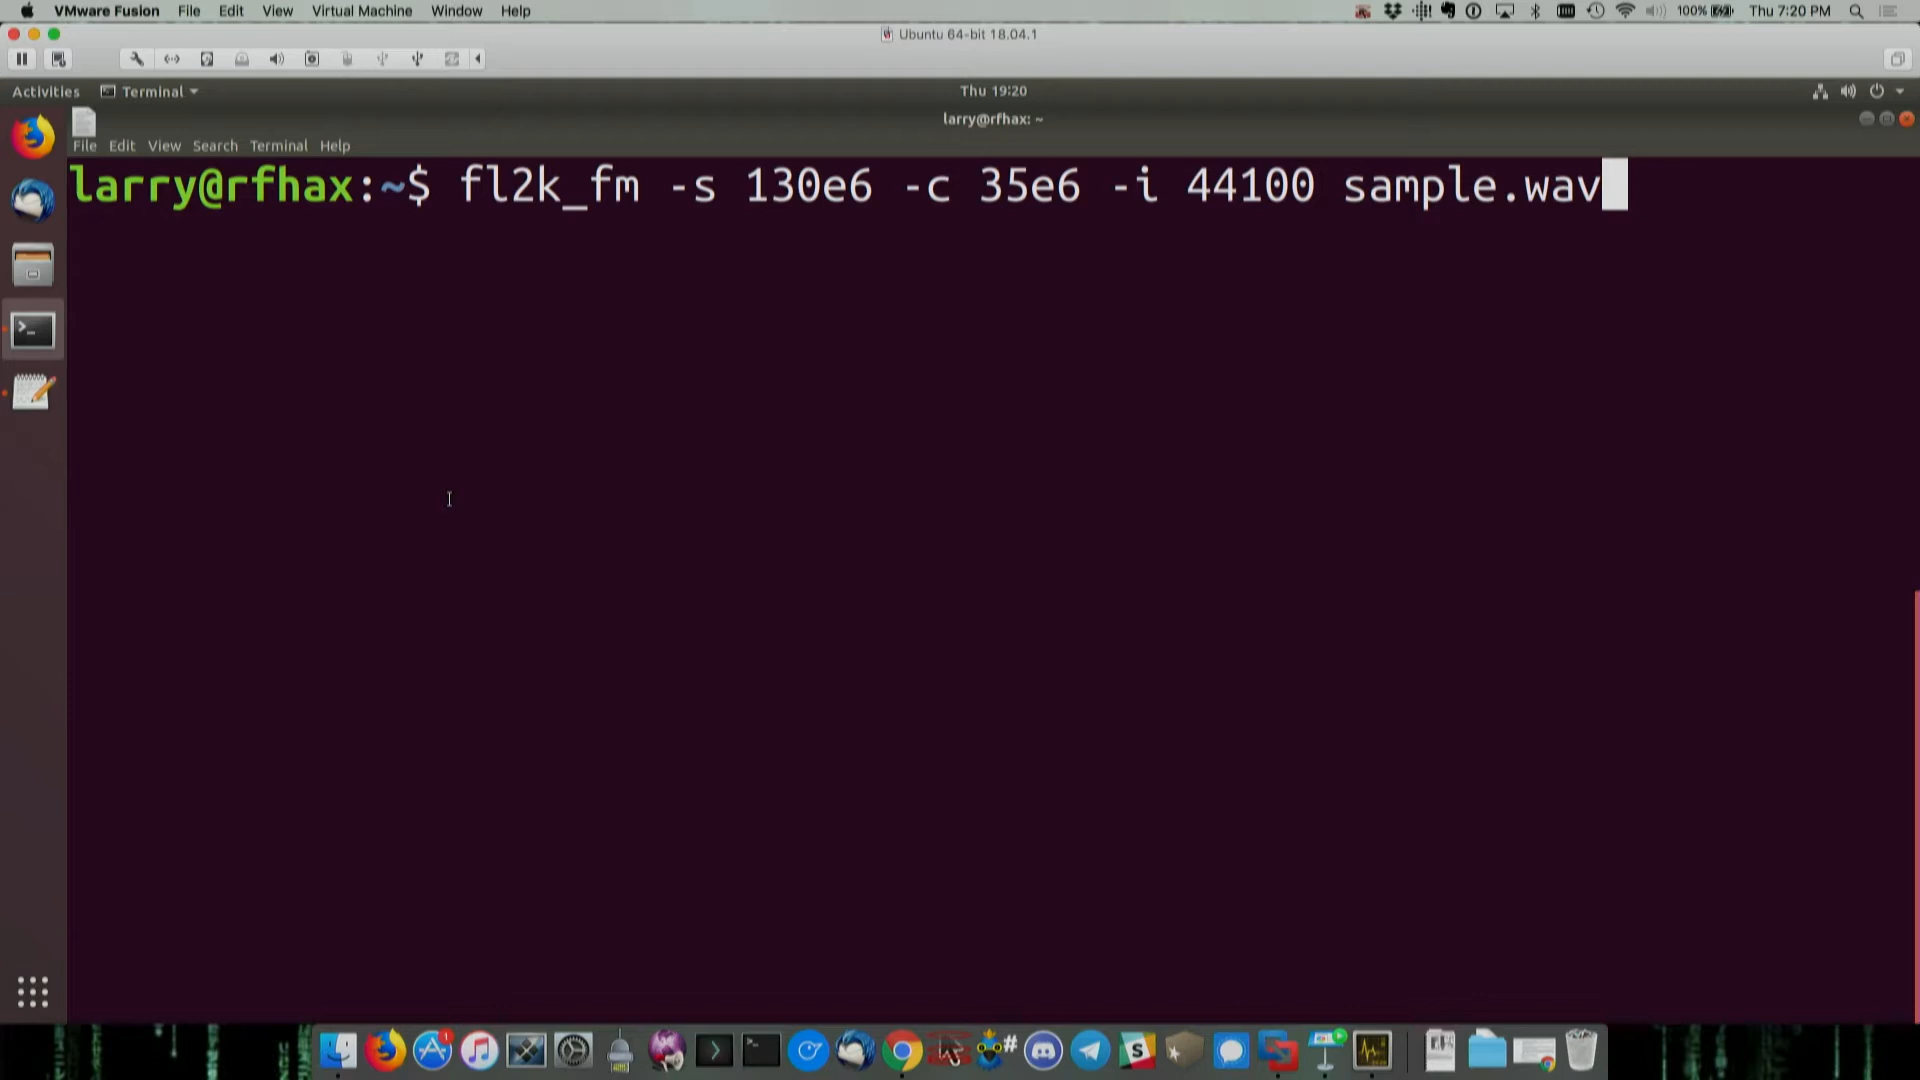 VMware Fusion File Edit View Virtual Machine Window Help 100% Thu 7:20 PM
Ubuntu 64-bit 18.04.1
Activities Terminal Thu 19:20
larry@rfhax: ~
File Edit View Search Terminal Help
larry@rfhax:~$ fl2k_fm -s 130e6 -c 35e6 -i 44100 sample.wav